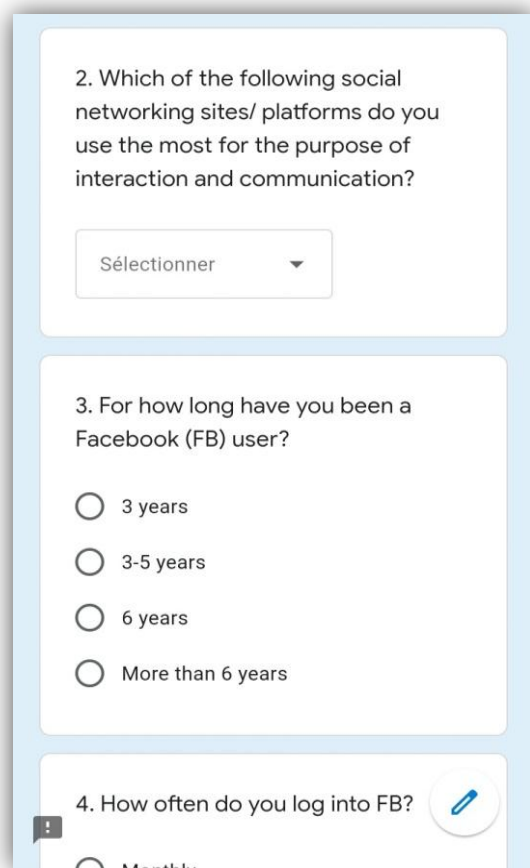 2. Which of the following social
networking sites/ platforms do you
use the most for the purpose of
interaction and communication?
Sélectionner
3. For how long have you been a
Facebook (FB) user?
3 years
3-5 years
6 years
More than 6 years
4. How often do you log into FB?